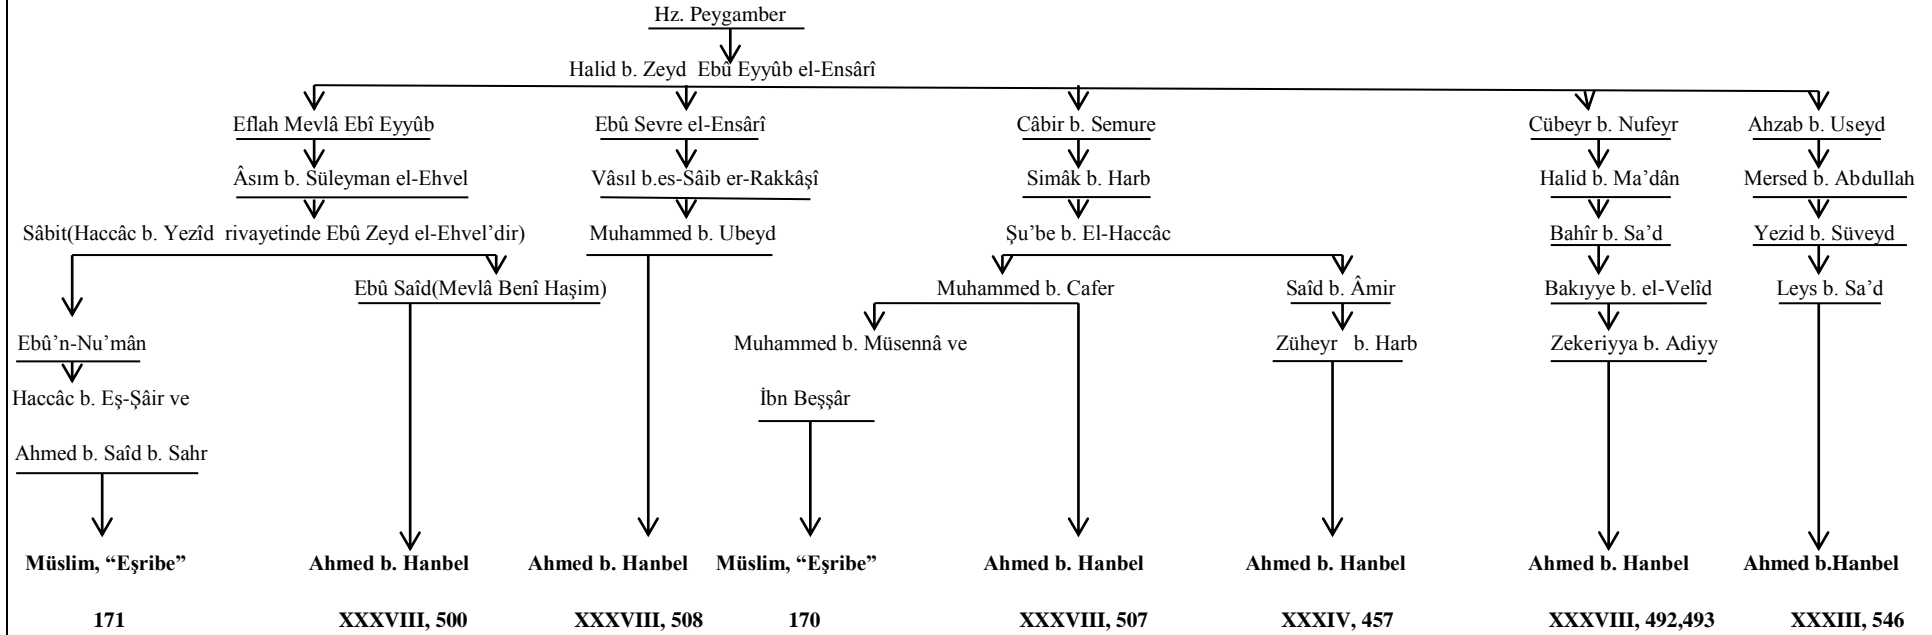 Hz. Peygamber
Halid b. Zeyd Ebû Eyyûb el-Ensârî
Eflah Mevlâ Ebî Eyyûb Ebû Sevre el-Ensârî Câbir b. Semure Cübeyr b. Nufeyr Ahzab b. Useyd
Âsım b. Süleyman el-Ehvel Vâsıl b.es-Sâib er-Rakkâşî Simâk b. Harb Halid b. Ma’dân Mersed b. Abdullah
Sâbit(Haccâc b. Yezîd rivayetinde Ebû Zeyd el-Ehvel’dir) Muhammed b. Ubeyd Şu’be b. El-Haccâc Bahîr b. Sa’d Yezid b. Süveyd
Ebû Saîd(Mevlâ Benî Haşim) Muhammed b. Cafer Saîd b. Âmir Bakıyye b. el-Velîd Leys b. Sa’d
Ebû’n-Nu’mân Muhammed b. Müsennâ ve Züheyr b. Harb Zekeriyya b. Adiyy
Haccâc b. Eş-Şâir ve İbn Beşşâr
Ahmed b. Saîd b. Sahr
Müslim, “Eşribe” Ahmed b. Hanbel Ahmed b. Hanbel Müslim, “Eşribe” Ahmed b. Hanbel Ahmed b. Hanbel Ahmed b. Hanbel Ahmed b.Hanbel
171 XXXVIII, 500 XXXVIII, 508 170 XXXVIII, 507 XXXIV, 457 XXXVIII, 492,493 XXXIII, 546